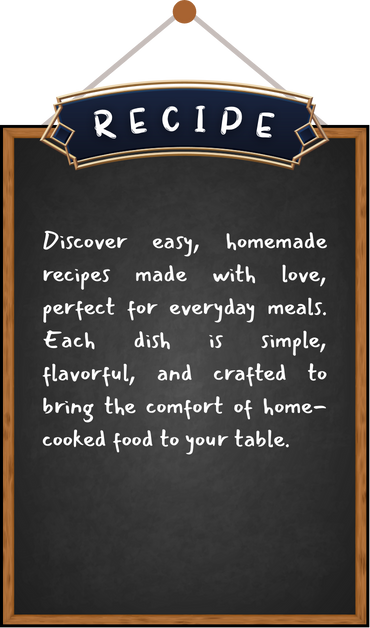 RECIPE
Discover easy, homemade
recipes made with love,
perfect for everyday meals.
Each dish is simple,
flavorful, and crafted to
bring the comfort of home-
cooked food to your table.